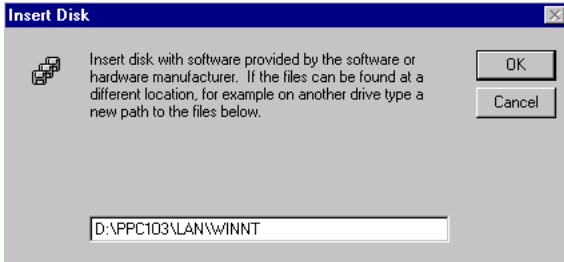 Insert Disk
Insert disk with software provided by the software or
hardware manufacturer. If the files can be found at a
different location, for example on another drive type a
new path to the files below.
OK
Cancel
D:\PPC103\LAN\WINNT